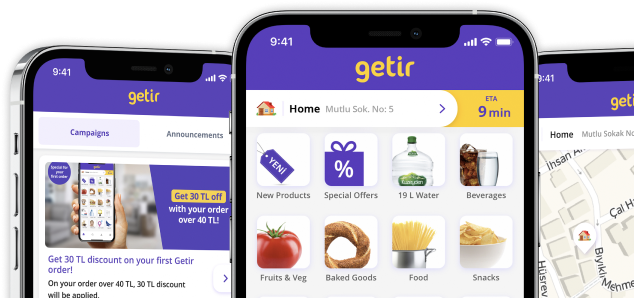 9:41
getir
Campaigns
Announcements
Special for
your
first order
Get 30 TL off
with your order
over 40 TL!
Get 30 TL discount on your first Getir
order!
On your order over 40 TL, 30 TL discount
will be applied.
9:41
getir
Home Mutlu Sok. No: 5
ETA
9 min
YENİ
%
New Products
Special Offers
19 L Water
Beverages
Fruits & Veg
Baked Goods
Food
Snacks
9:41
Home Mutlu Sokak No
Ihsan A
Çal H
Bıyıklı
Mehme
Hüsrev